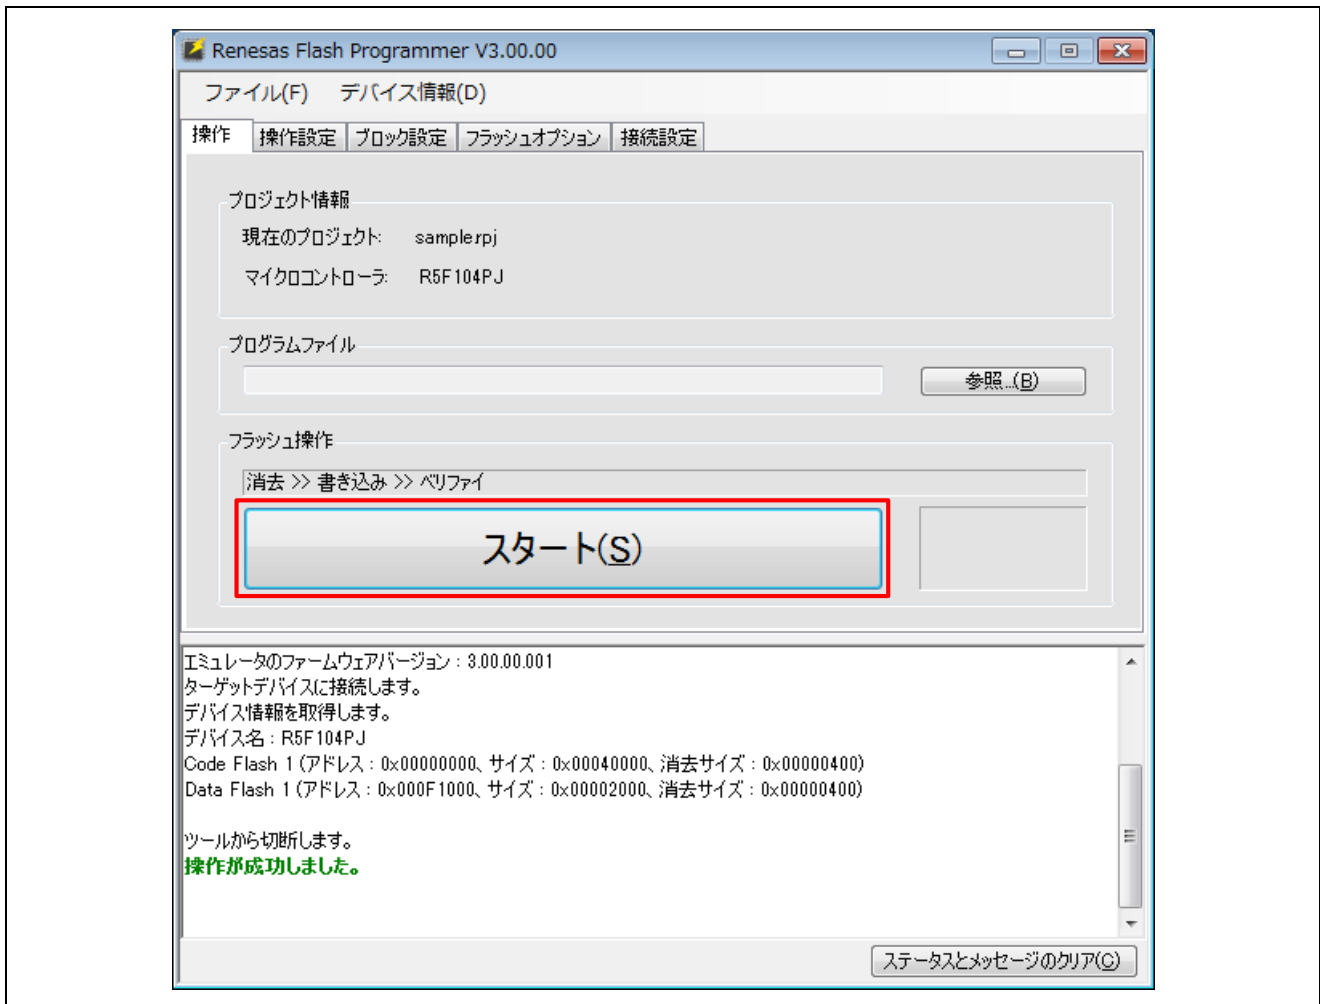 Renesas Flash Programmer V3.00.00
ファイル(F) デバイス情報(D)
操作 操作設定 ブロック設定 フラッシュオプション 接続設定
プロジェクト情報
現在のプロジェクト: sample.rpj
マイクロコントローラ: R5F104PJ
プログラムファイル
参照...(B)
フラッシュ操作
消去 >> 書き込み >> ベリファイ
スタート(S)
エミュレータのファームウェアバージョン : 3.00.00.001
ターゲットデバイスに接続します。
デバイス情報を取得します。
デバイス名 : R5F104PJ
Code Flash 1 (アドレス : 0x00000000、サイズ : 0x00040000、消去サイズ : 0x00000400)
Data Flash 1 (アドレス : 0x000F1000、サイズ : 0x00002000、消去サイズ : 0x00000400)
ツールから切断します。
操作が成功しました。
ステータスとメッセージのクリア(C)